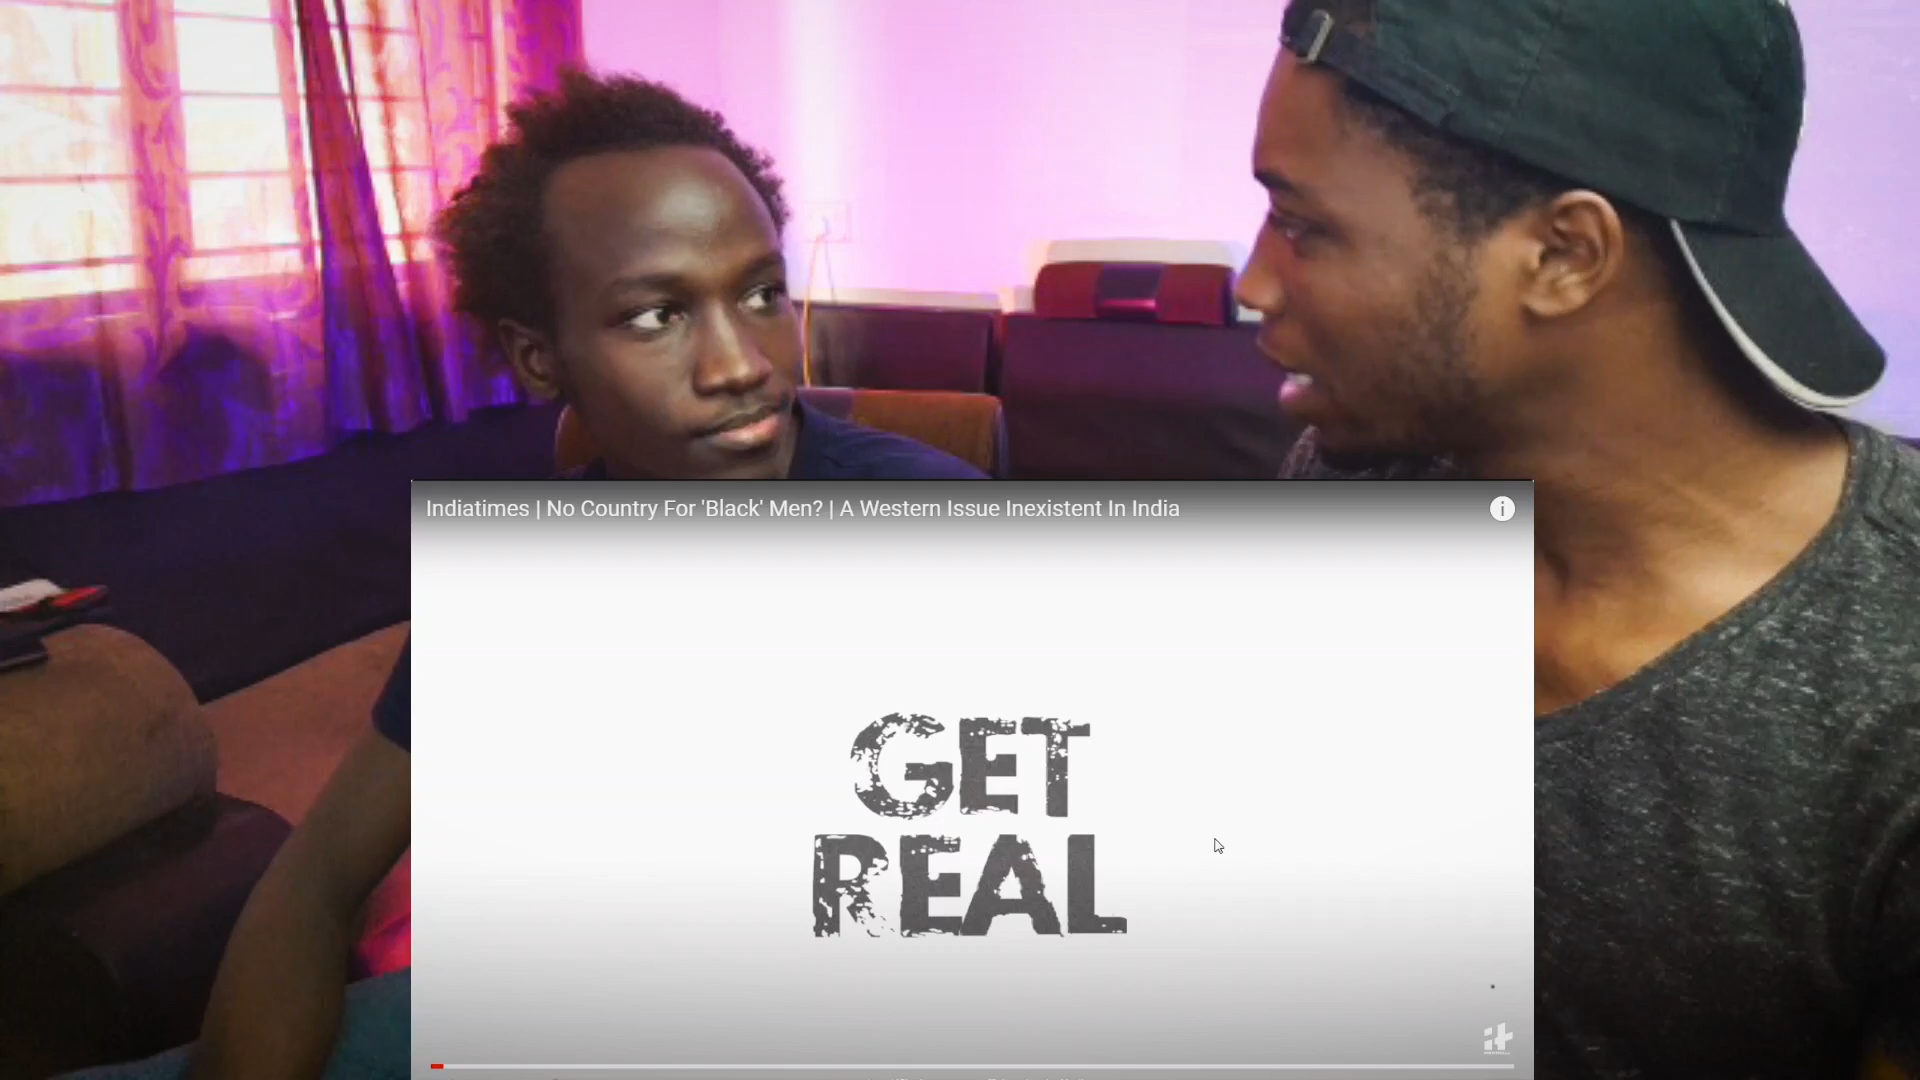 Indiatimes | No Country For 'Black' Men? | A Western Issue Inexistent In India
GET
REAL